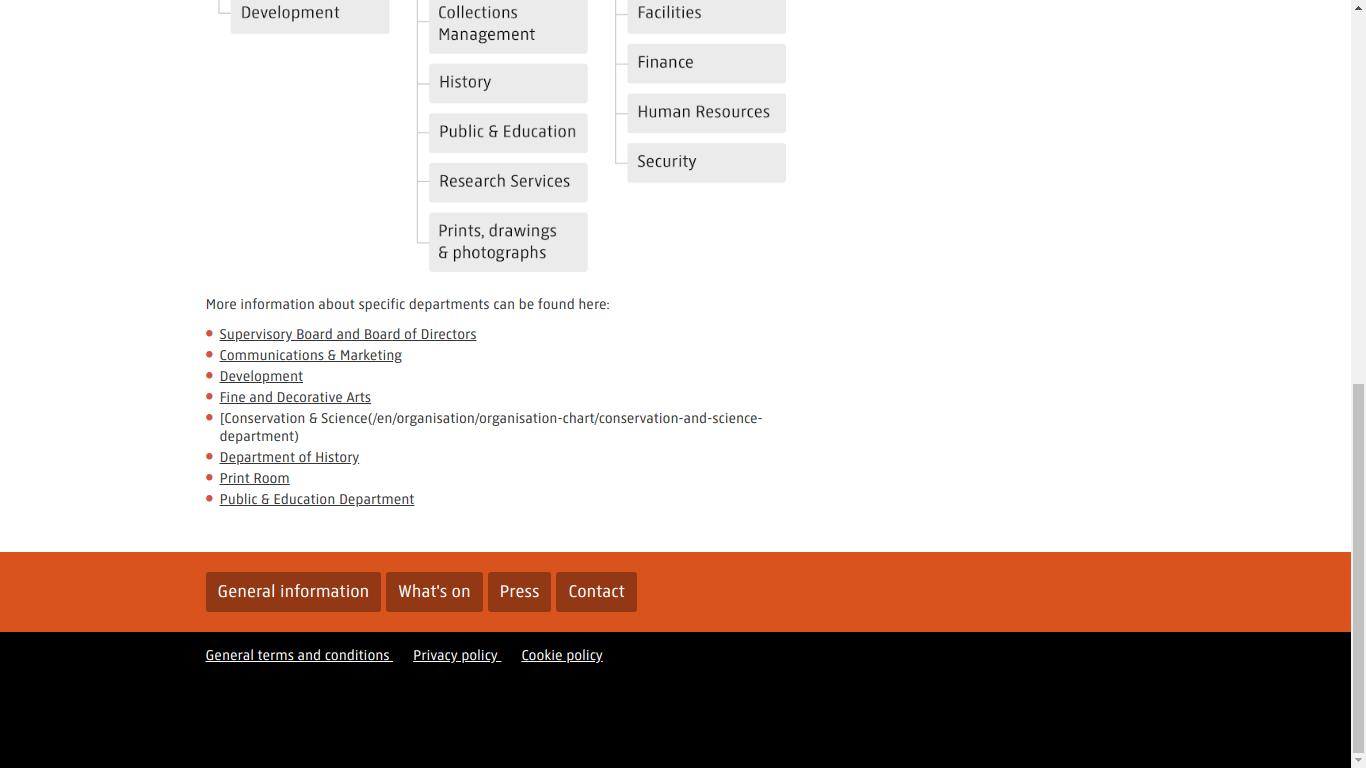 Development
Collections
Management
History
Public & Education
Research Services
Prints, drawings
& photographs
Facilities
Finance
Human Resources
Security
More information about specific departments can be found here:
Supervisory Board and Board of Directors
Communications & Marketing
Development
Fine and Decorative Arts
[Conservation & Science(/en/organisation/organisation-chart/conservation-and-science-
department)
Department of History
Print Room
Public & Education Department
General information What's on Press Contact
General terms and conditions Privacy policy Cookie policy